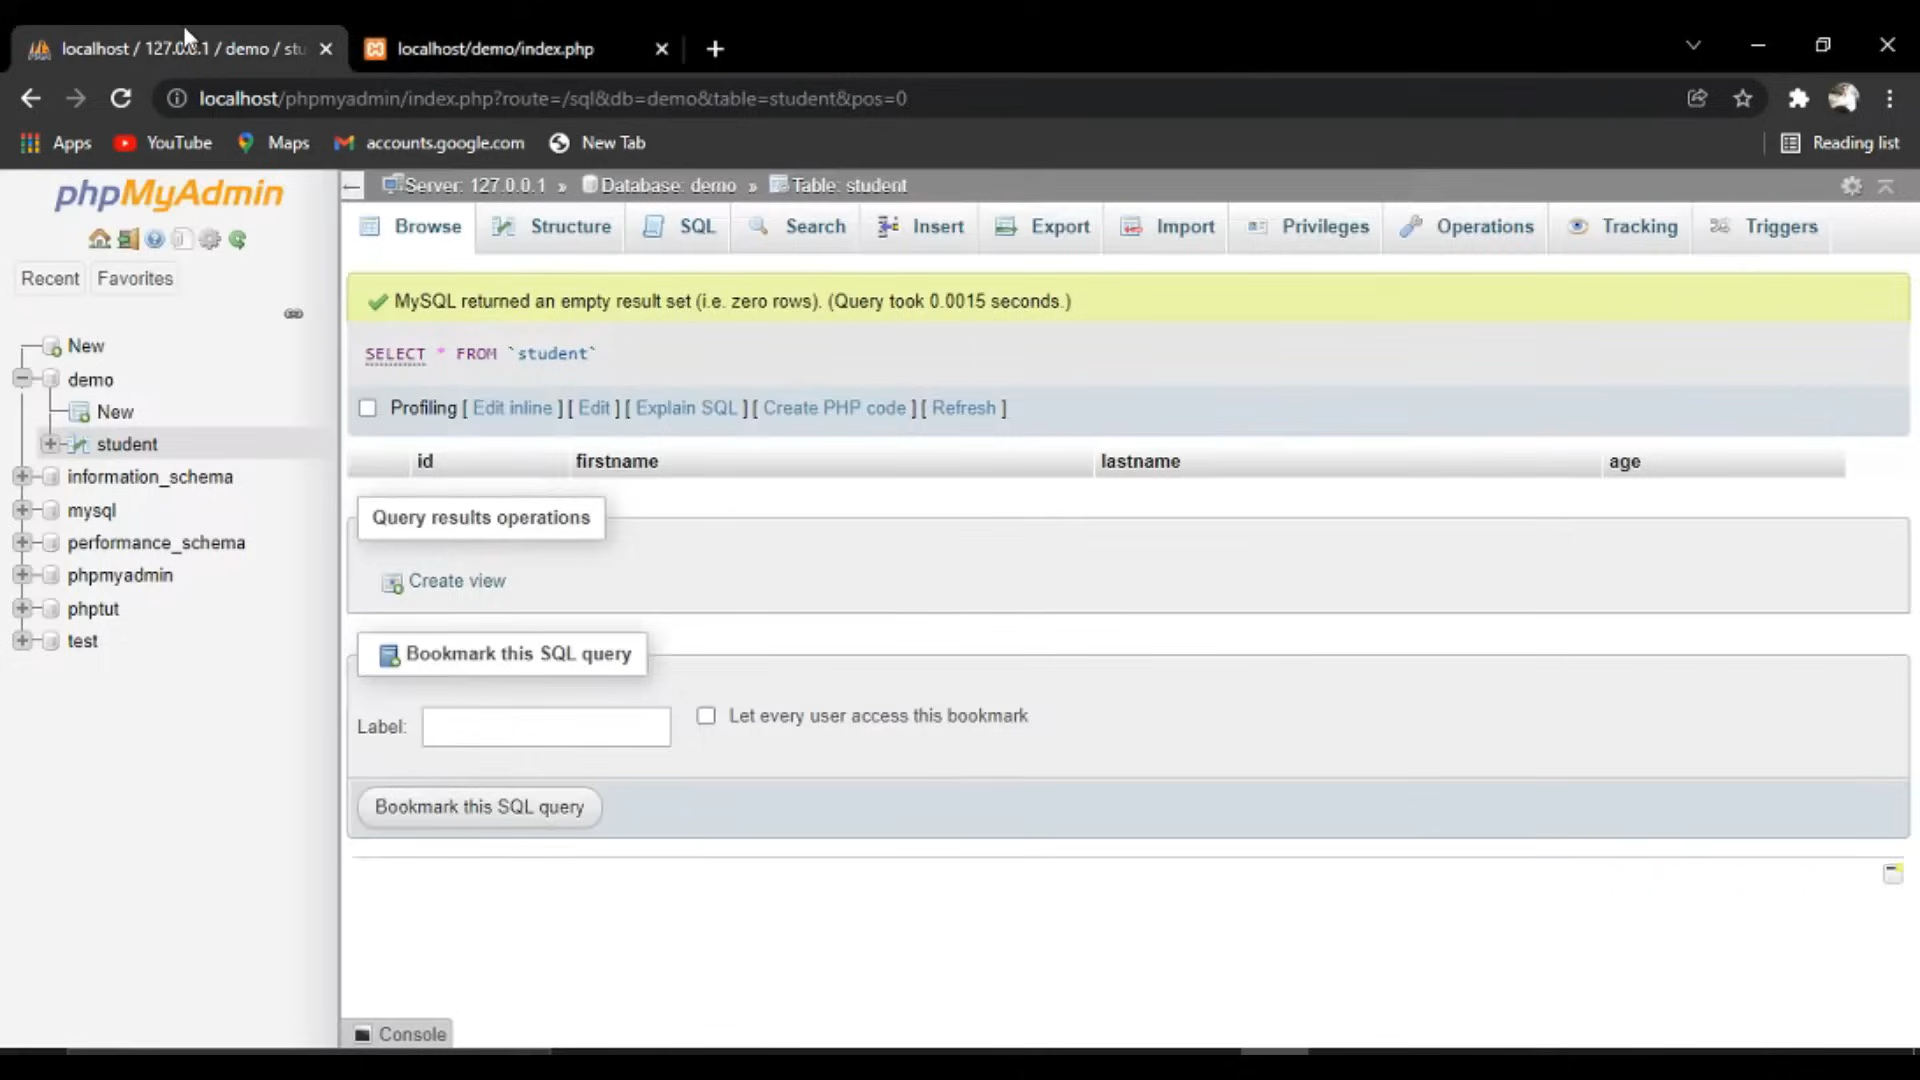 localhost / 127.0.0.1 / demo / stu
localhost/demo/index.php
localhost/phpmyadmin/index.php?route=/sql&db=demo&table=student&pos=0
Apps YouTube Maps accounts.google.com New Tab Reading list
phpMyAdmin
Recent Favorites
New
demo
New
student
information_schema
mysql
performance_schema
phpmyadmin
phptut
test
Server: 127.0.0.1 » Database: demo » Table: student
Browse Structure SQL Search Insert Export Import Privileges Operations Tracking Triggers
MySQL returned an empty result set (i.e. zero rows). (Query took 0.0015 seconds.)
SELECT * FROM `student`
Profiling [ Edit inline ] [ Edit ] [ Explain SQL ] [ Create PHP code ] [ Refresh ]
id firstname lastname age
Query results operations
Create view
Bookmark this SQL query
Label: Let every user access this bookmark
Bookmark this SQL query
Console